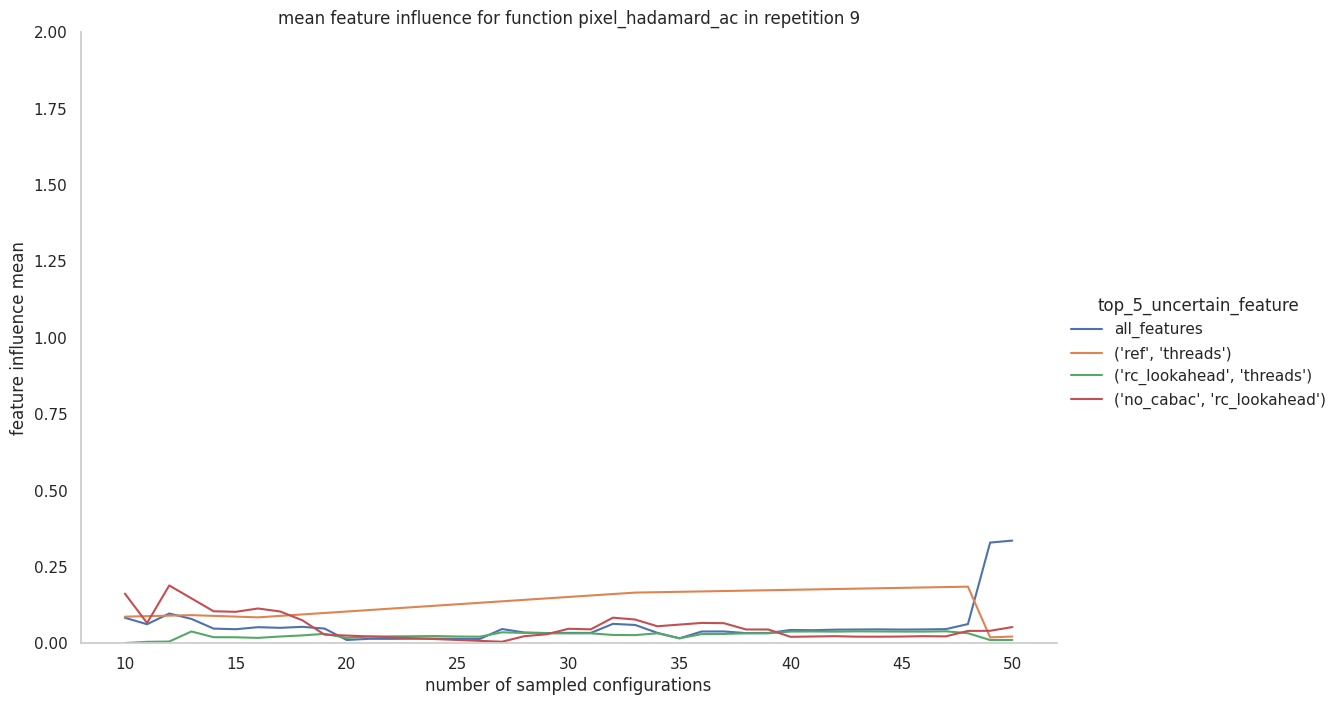 mean feature influence for function pixel_hadamard_ac in repetition 9
2.00
1.75
1.50
1.25
1.00
0.75
0.50
0.25
0.00
feature influence mean
10 15 20 25 30 35 40 45 50
number of sampled configurations
top_5_uncertain_feature
all_features
('ref', 'threads')
('rc_lookahead', 'threads')
('no_cabac', 'rc_lookahead')